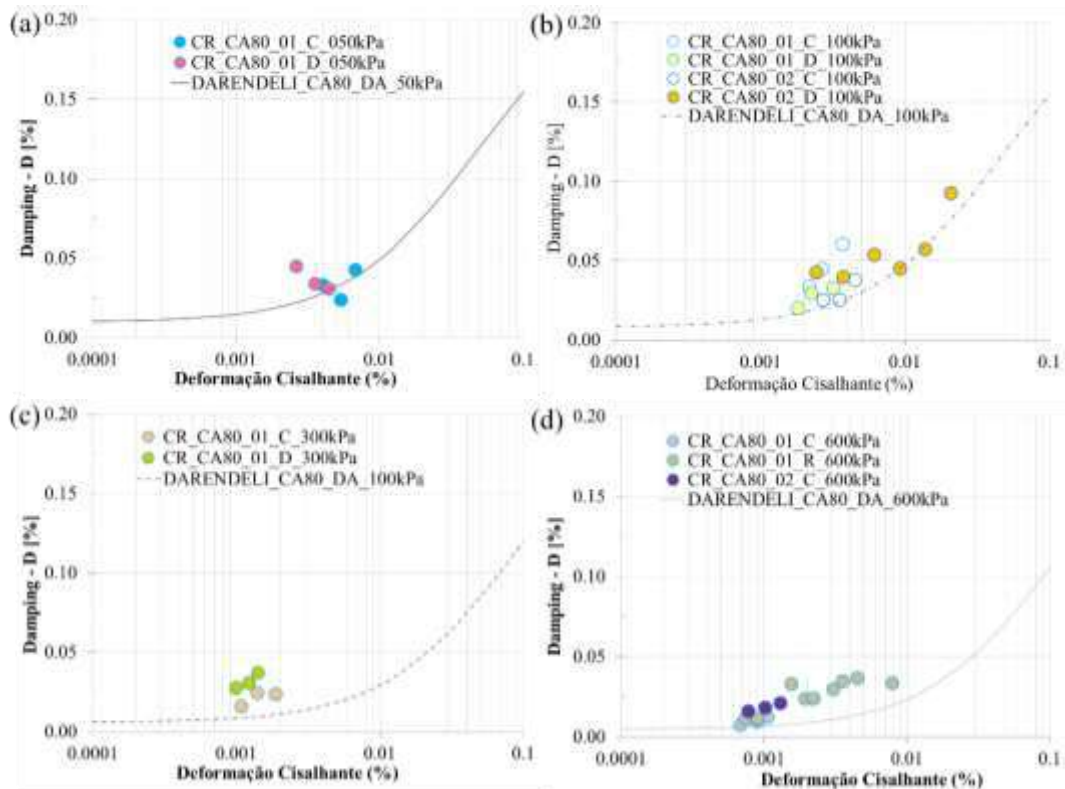 (a)
0.20
0.15
0.10
0.05
0.00
Damping - D [%]
CR_CA80_01_C_050kPa
CR_CA80_01_D_050kPa
DARENDELI_CA80_DA_50kPa
0.0001 0.001 0.01 0.1
Deformação Cisalhante (%)
(b)
0.20
0.15
0.10
0.05
0.00
Damping - D [%]
CR_CA80_01_C_100kPa
CR_CA80_01_D_100kPa
CR_CA80_02_C_100kPa
CR_CA80_02_D_100kPa
DARENDELI_CA80_DA_100kPa
0.0001 0.001 0.01 0.1
Deformação Cisalhante (%)
(c)
0.20
0.15
0.10
0.05
0.00
Damping - D [%]
CR_CA80_01_C_300kPa
CR_CA80_01_D_300kPa
DARENDELI_CA80_DA_100kPa
0.0001 0.001 0.01 0.1
Deformação Cisalhante (%)
(d)
0.20
0.15
0.10
0.05
0.00
Damping - D [%]
CR_CA80_01_C_600kPa
CR_CA80_01_R_600kPa
CR_CA80_02_C_600kPa
DARENDELI_CA80_DA_600kPa
0.0001 0.001 0.01 0.1
Deformação Cisalhante (%)